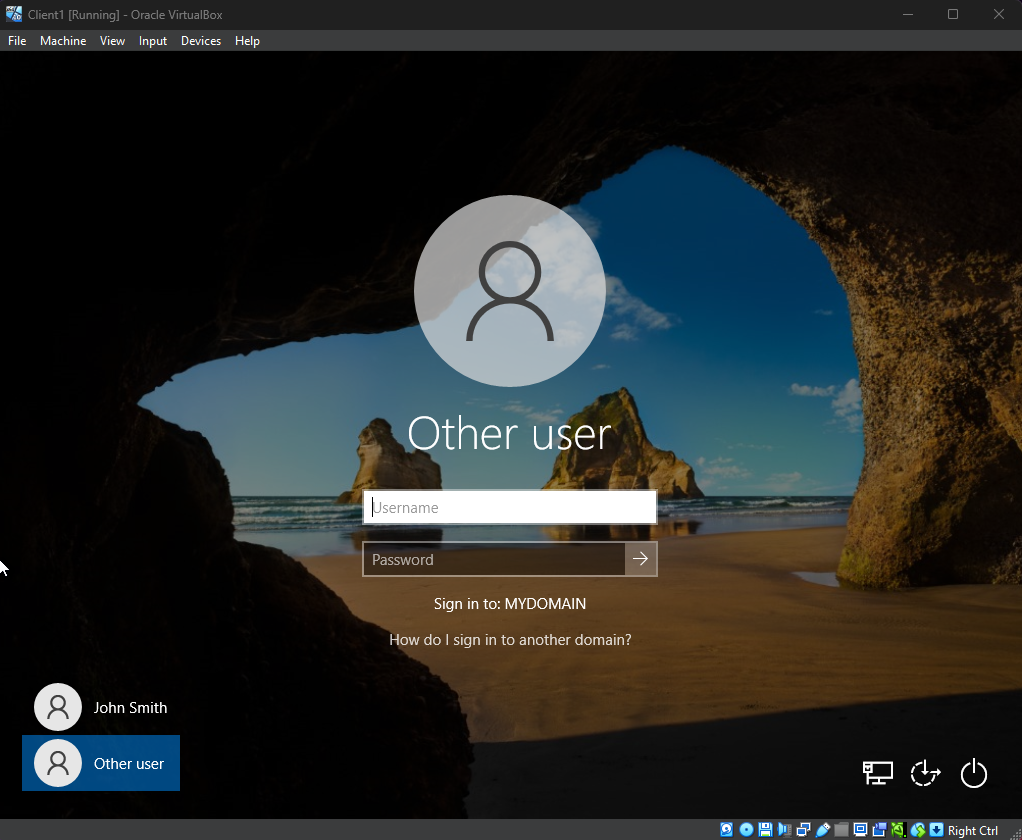 Client1 [Running] - Oracle VirtualBox
File Machine View Input Devices Help
Other user
Username
Password
Sign in to: MYDOMAIN
How do I sign in to another domain?
John Smith
Other user
Right Ctrl